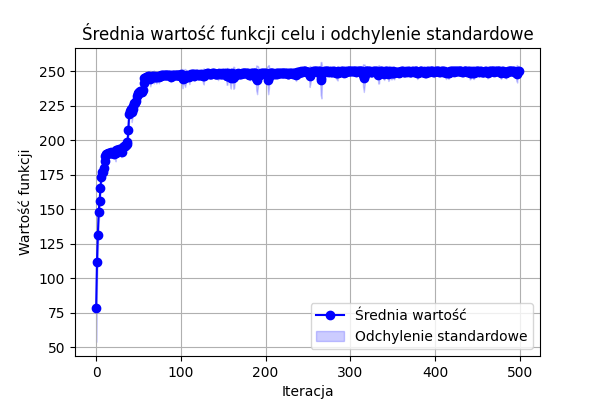 Średnia wartość funkcji celu i odchylenie standardowe
250
225
200
175
150
125
100
75
50
Wartość funkcji
Średnia wartość
Odchylenie standardowe
0 100 200 300 400 500
Iteracja